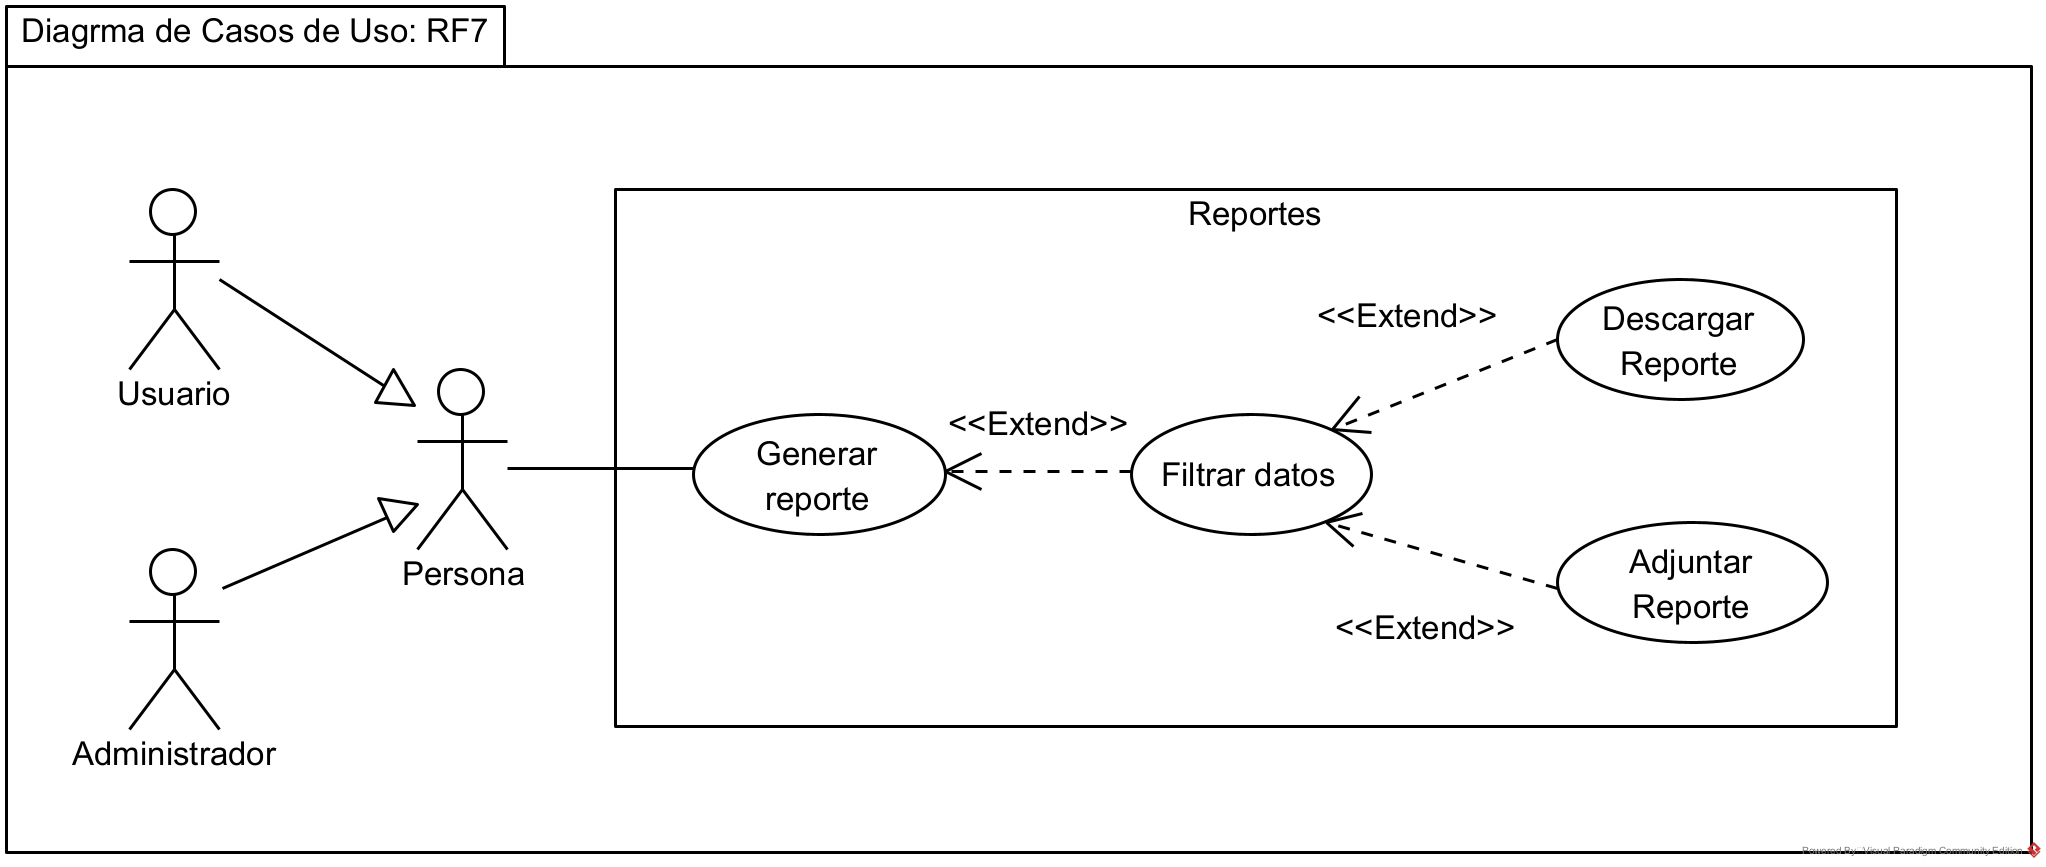 Diagrma de Casos de Uso: RF7
Reportes
Usuario
Persona
Administrador
Generar
reporte
<<Extend>>
Filtrar datos
<<Extend>>
Descargar
Reporte
<<Extend>>
Adjuntar
Reporte
Powered By Visual Paradigm Community Edition